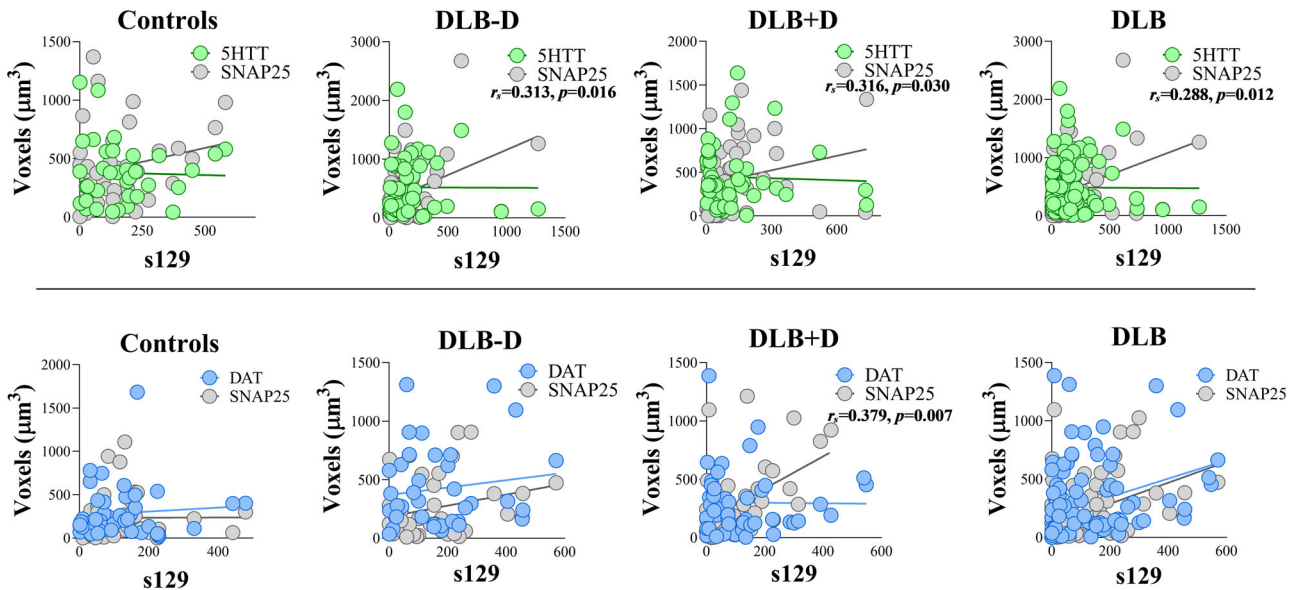 Controls
1500
1000
500
0
0
250
500
Voxels (µm³)
s129
5HTT
SNAP25
DLB-D
3000
2000
1000
0
0
500
1000
1500
Voxels (µm³)
s129
5HTT
SNAP25
rs=0.313, p=0.016
DLB+D
2000
1500
1000
500
0
0
300
600
Voxels (µm³)
s129
5HTT
SNAP25
rs=0.316, p=0.030
DLB
3000
2000
1000
0
0
500
1000
1500
Voxels (µm³)
s129
5HTT
SNAP25
rs=0.288, p=0.012
Controls
2000
1500
1000
500
0
0
200
400
Voxels (µm³)
s129
DAT
SNAP25
DLB-D
1500
1000
500
0
0
200
400
600
Voxels (µm³)
s129
DAT
SNAP25
DLB+D
1500
1000
500
0
0
200
400
600
Voxels (µm³)
s129
DAT
SNAP25
rs=0.379, p=0.007
DLB
1500
1000
500
0
0
200
400
600
Voxels (µm³)
s129
DAT
SNAP25